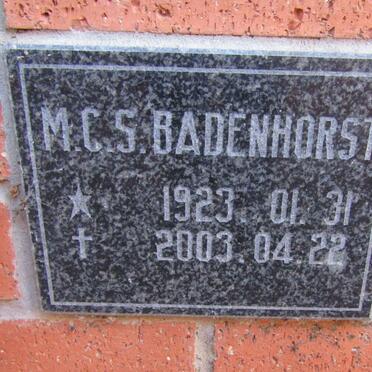 M.C.S. BADENHORST
1923. 01. 31
2003. 04. 22